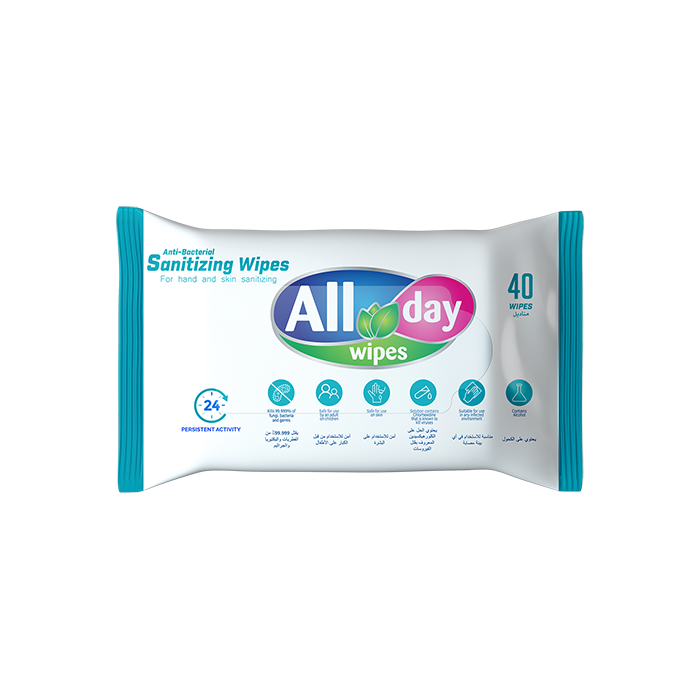 Anti-Bacterial
Sanitizing Wipes
For hand and skin sanitizing
All day
wipes
40
WIPES
مناديل
24
PERSISTENT ACTIVITY
Kills 99.999% of
fungi, bacteria
and germs
Safe for use
by an adult
on children
Safe for use
on skin
Solution contains
Chlorhexidine
that is known to
kill viruses
Suitable for use
in any infected
environment
Contains
Alcohol
يقتل 99.999٪ من
الفطريات والبكتيريا
والجراثيم
آمن للاستخدام من قبل
الكبار على الأطفال
آمن للاستخدام على
البشرة
يحتوي الحل على
الكلورهيكسيدين
المعروف بقتل
الفيروسات
مناسبة للاستخدام في أي
بيئة مصابة
يحتوي على الكحول